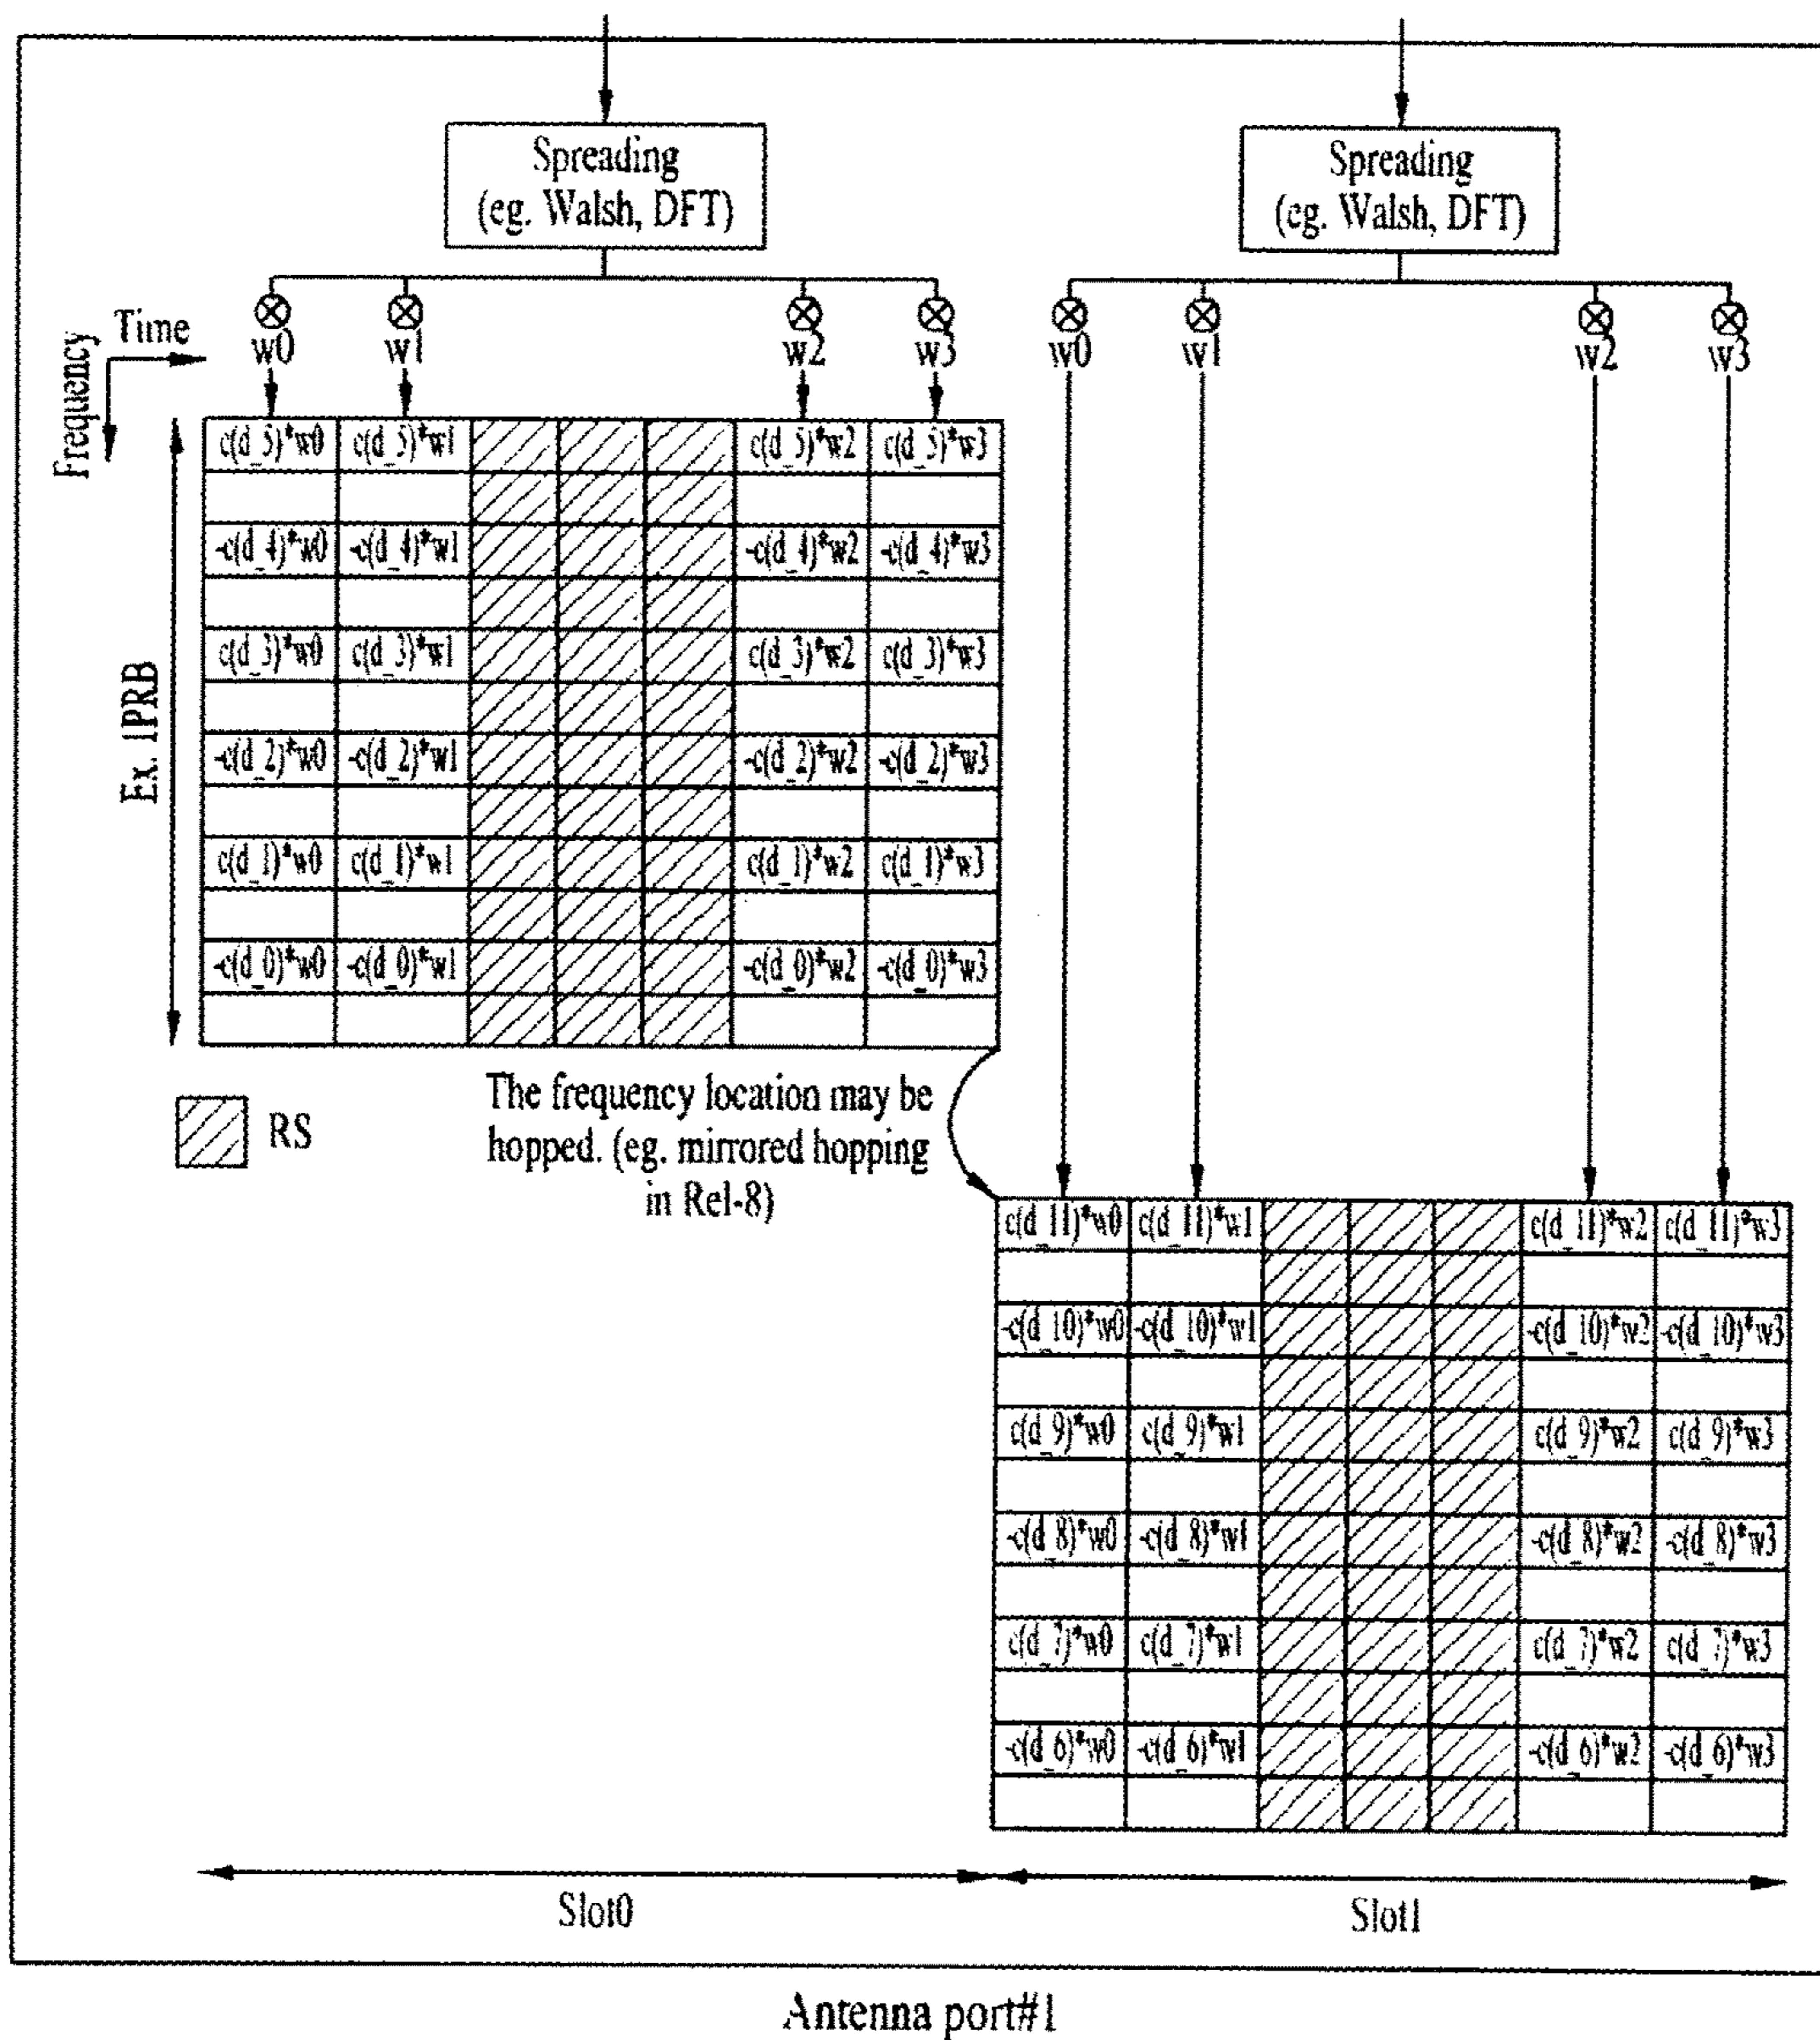 Spreading
(eg. Walsh, DFT)
Spreading
(eg. Walsh, DFT)
Time
Frequency
w0 w1 w2 w3 w0 w1 w2 w3
c(d_5)*w0 c(d_5)*w1 c(d_5)*w2 c(d_5)*w3
-c(d_4)*w0 -c(d_4)*w1 -c(d_4)*w2 -c(d_4)*w3
c(d_3)*w0 c(d_3)*w1 c(d_3)*w2 c(d_3)*w3
Ex. 1PRB
-c(d_2)*w0 -c(d_2)*w1 -c(d_2)*w2 -c(d_2)*w3
c(d_1)*w0 c(d_1)*w1 c(d_1)*w2 c(d_1)*w3
-c(d_0)*w0 -c(d_0)*w1 -c(d_0)*w2 -c(d_0)*w3
RS
The frequency location may be
hopped. (eg. mirrored hopping
in Rel-8)
c(d_11)*w0 c(d_11)*w1 c(d_11)*w2 c(d_11)*w3
-c(d_10)*w0 -c(d_10)*w1 -c(d_10)*w2 -c(d_10)*w3
c(d_9)*w0 c(d_9)*w1 c(d_9)*w2 c(d_9)*w3
-c(d_8)*w0 -c(d_8)*w1 -c(d_8)*w2 -c(d_8)*w3
c(d_7)*w0 c(d_7)*w1 c(d_7)*w2 c(d_7)*w3
-c(d_6)*w0 -c(d_6)*w1 -c(d_6)*w2 -c(d_6)*w3
Slot0 Slot1
Antenna port#1